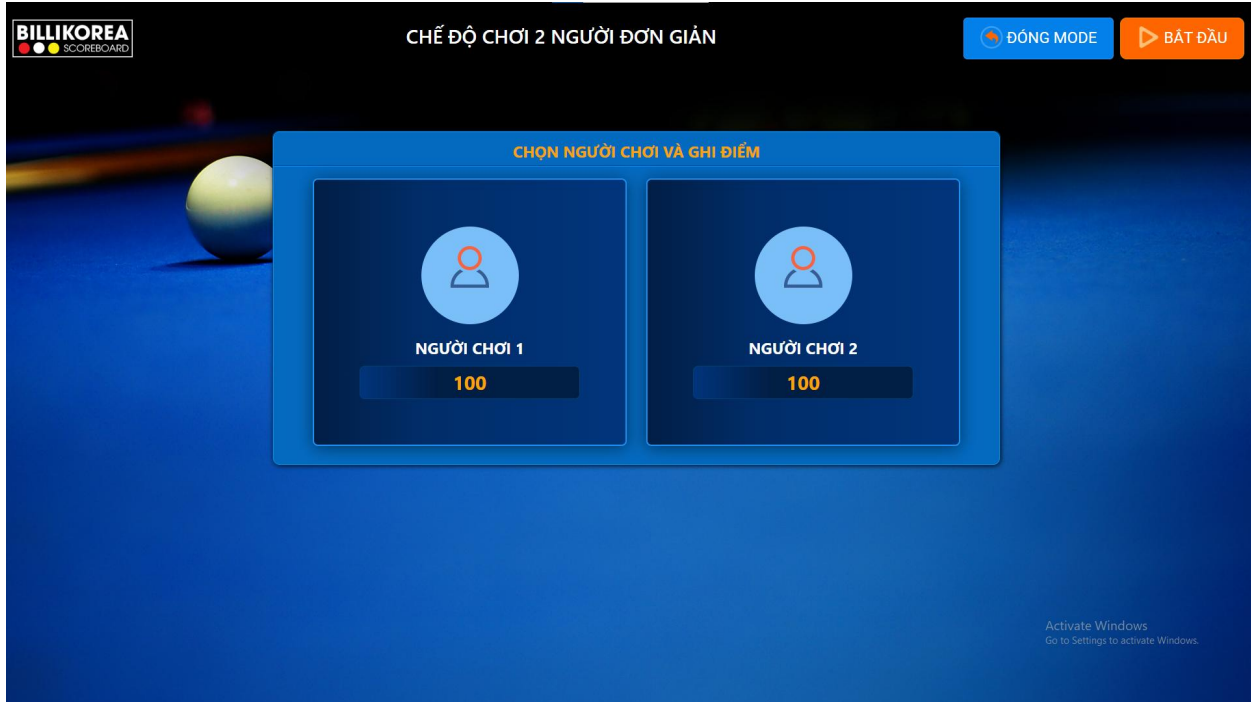 BILLIKOREA
SCOREBOARD
CHẾ ĐỘ CHƠI 2 NGƯỜI ĐƠN GIẢN
ĐÓNG MODE
BẮT ĐẦU
CHỌN NGƯỜI CHƠI VÀ GHI ĐIỂM
NGƯỜI CHƠI 1
NGƯỜI CHƠI 2
100
100
Activate Windows
Go to Settings to activate Windows.